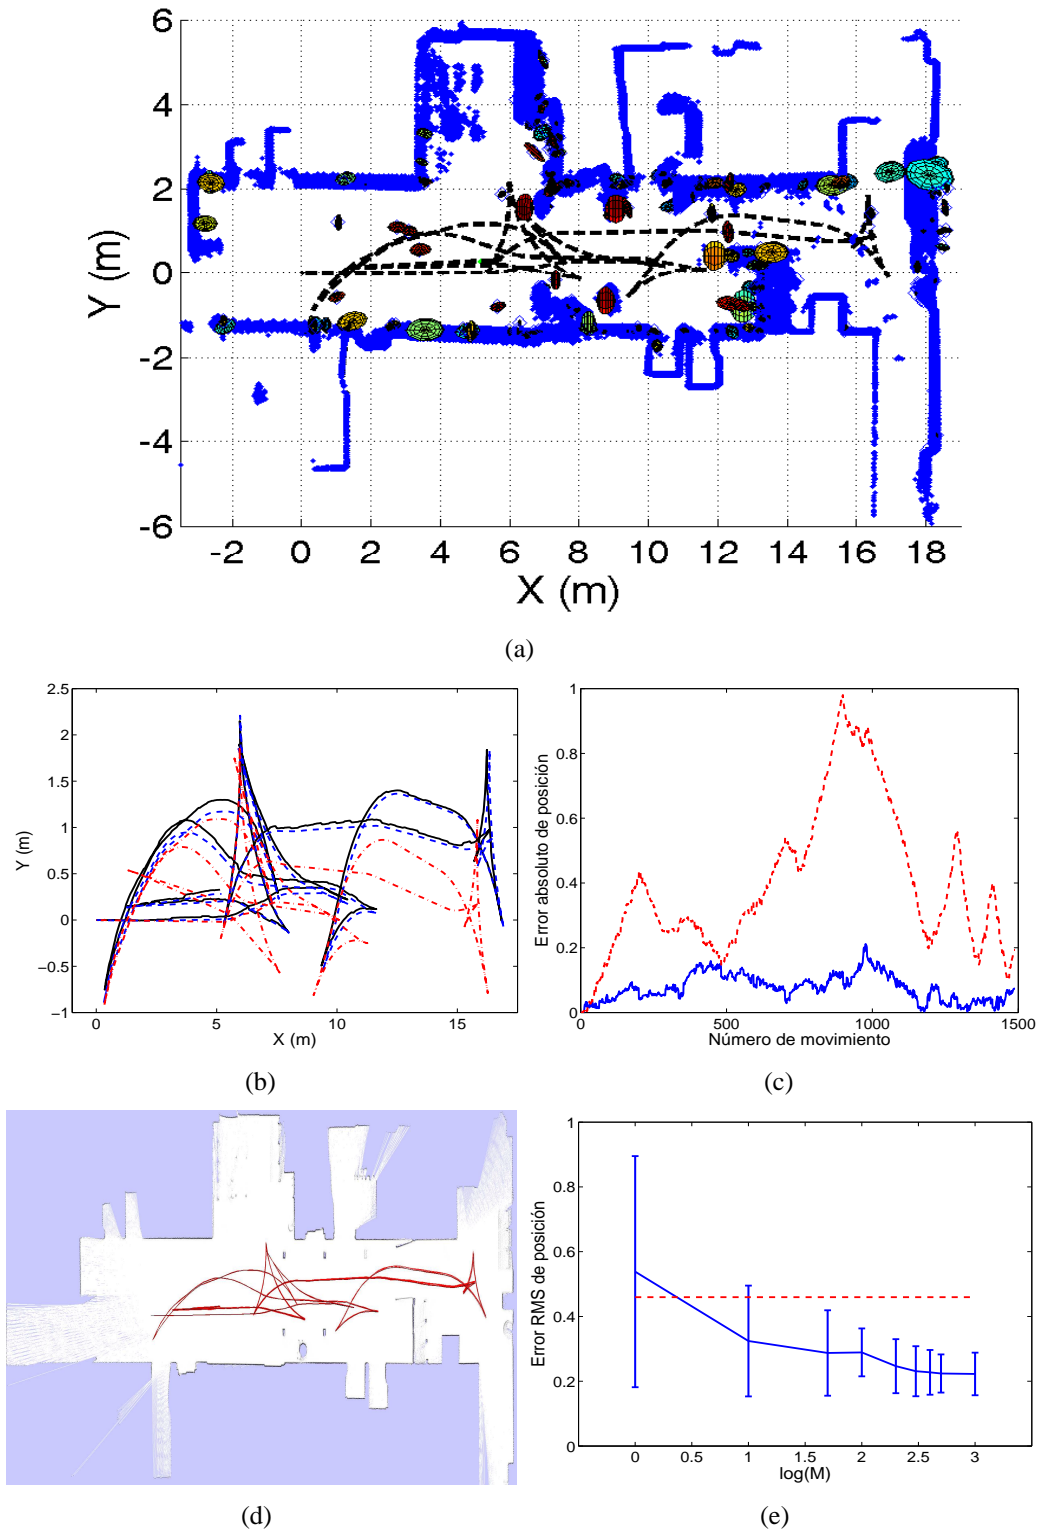 6
4
2
0
-2
-4
-6
Y (m)
-2 0 2 4 6 8 10 12 14 16 18
X (m)
(a)
2.5
2
1.5
1
0.5
0
−0.5
−1
Y (m)
0 5 10 15
X (m)
(b)
1
0.8
0.6
0.4
0.2
0
Error absoluto de posición
0 500 1000 1500
Número de movimiento
(c)
(d)
1
0.8
0.6
0.4
0.2
0
Error RMS de posición
0 0.5 1 1.5 2 2.5 3
log(M)
(e)